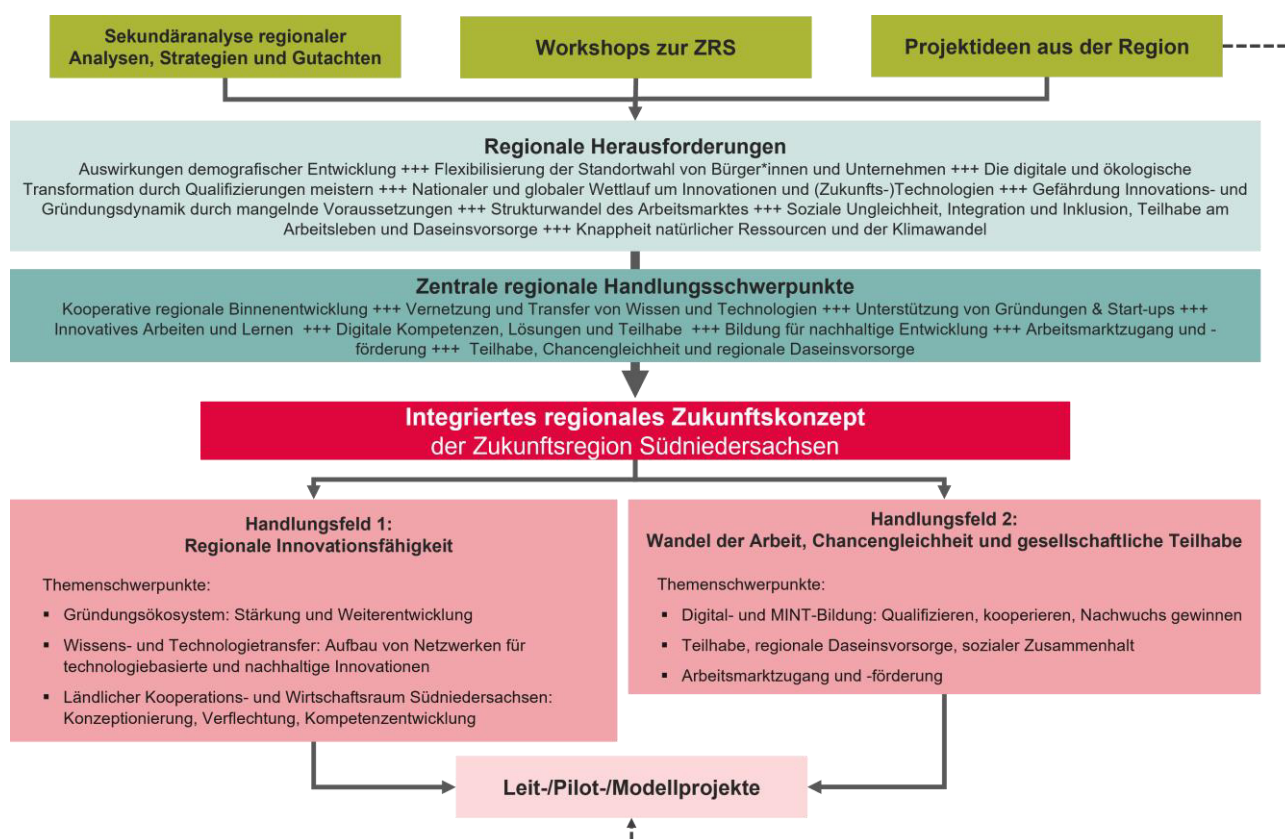 Sekundäranalyse regionaler
Analysen, Strategien und Gutachten
Workshops zur ZRS
Projektideen aus der Region
Regionale Herausforderungen
Auswirkungen demografischer Entwicklung +++ Flexibilisierung der Standortwahl von Bürger*innen und Unternehmen +++ Die digitale und ökologische
Transformation durch Qualifizierungen meistern +++ Nationaler und globaler Wettlauf um Innovationen und (Zukunfts-)Technologien +++ Gefährdung Innovations- und
Gründungsdynamik durch mangelnde Voraussetzungen +++ Strukturwandel des Arbeitsmarktes +++ Soziale Ungleichheit, Integration und Inklusion, Teilhabe am
Arbeitsleben und Daseinsvorsorge +++ Knappheit natürlicher Ressourcen und der Klimawandel
Zentrale regionale Handlungsschwerpunkte
Kooperative regionale Binnenentwicklung +++ Vernetzung und Transfer von Wissen und Technologien +++ Unterstützung von Gründungen & Start-ups +++
Innovatives Arbeiten und Lernen +++ Digitale Kompetenzen, Lösungen und Teilhabe +++ Bildung für nachhaltige Entwicklung +++ Arbeitsmarktzugang und -
förderung +++ Teilhabe, Chancengleichheit und regionale Daseinsvorsorge
Integriertes regionales Zukunftskonzept
der Zukunftsregion Südniedersachsen
Handlungsfeld 1:
Regionale Innovationsfähigkeit
Themenschwerpunkte:
▪ Gründungsökosystem: Stärkung und Weiterentwicklung
▪ Wissens- und Technologietransfer: Aufbau von Netzwerken für
technologiebasierte und nachhaltige Innovationen
▪ Ländlicher Kooperations- und Wirtschaftsraum Südniedersachsen:
Konzeptionierung, Verflechtung, Kompetenzentwicklung
Handlungsfeld 2:
Wandel der Arbeit, Chancengleichheit und gesellschaftliche Teilhabe
Themenschwerpunkte:
▪ Digital- und MINT-Bildung: Qualifizieren, kooperieren, Nachwuchs gewinnen
▪ Teilhabe, regionale Daseinsvorsorge, sozialer Zusammenhalt
▪ Arbeitsmarktzugang und -förderung
Leit-/Pilot-/Modellprojekte